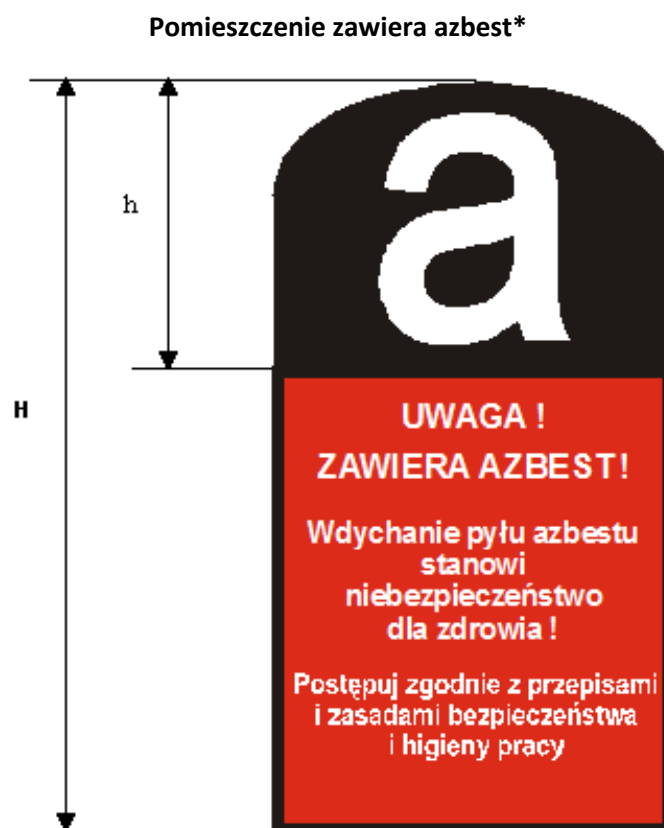 Pomieszczenie zawiera azbest*
a
h
H
UWAGA !
ZAWIERA AZBEST!
Wdychanie pyłu azbestu
stanowi
niebezpieczeństwo
dla zdrowia !
Postępuj zgodnie z przepisami
i zasadami bezpieczeństwa
i higieny pracy